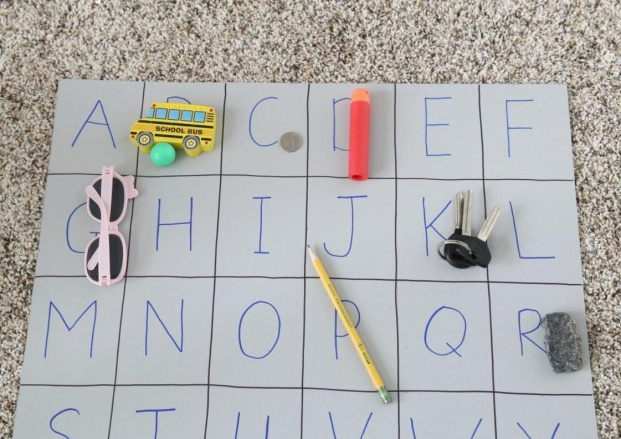 A C D E F
SCHOOL BUS
G H I J K L
M N O P Q R
S T U